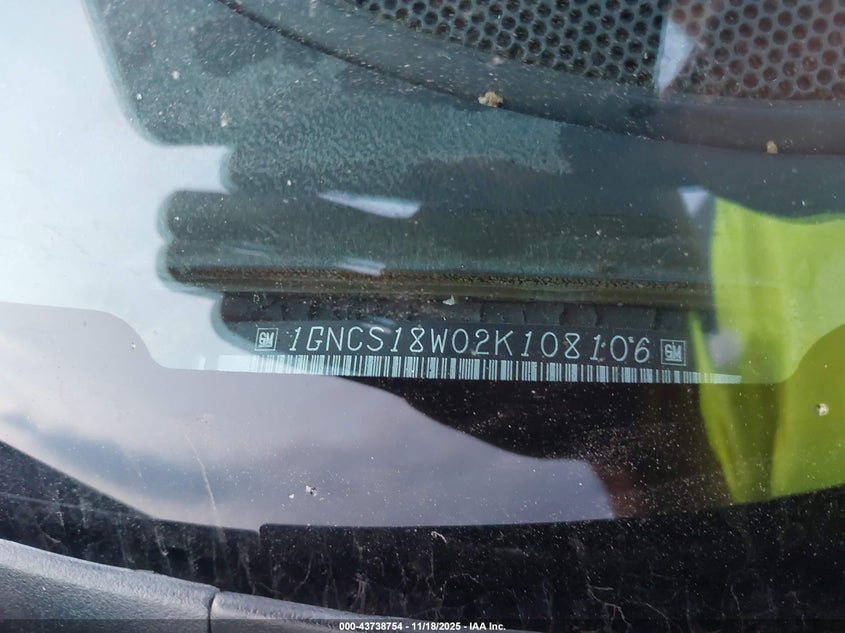 GM 1GNCS18W02K108106 GM
000-43738754 | 11/18/2025 | IAA Inc.